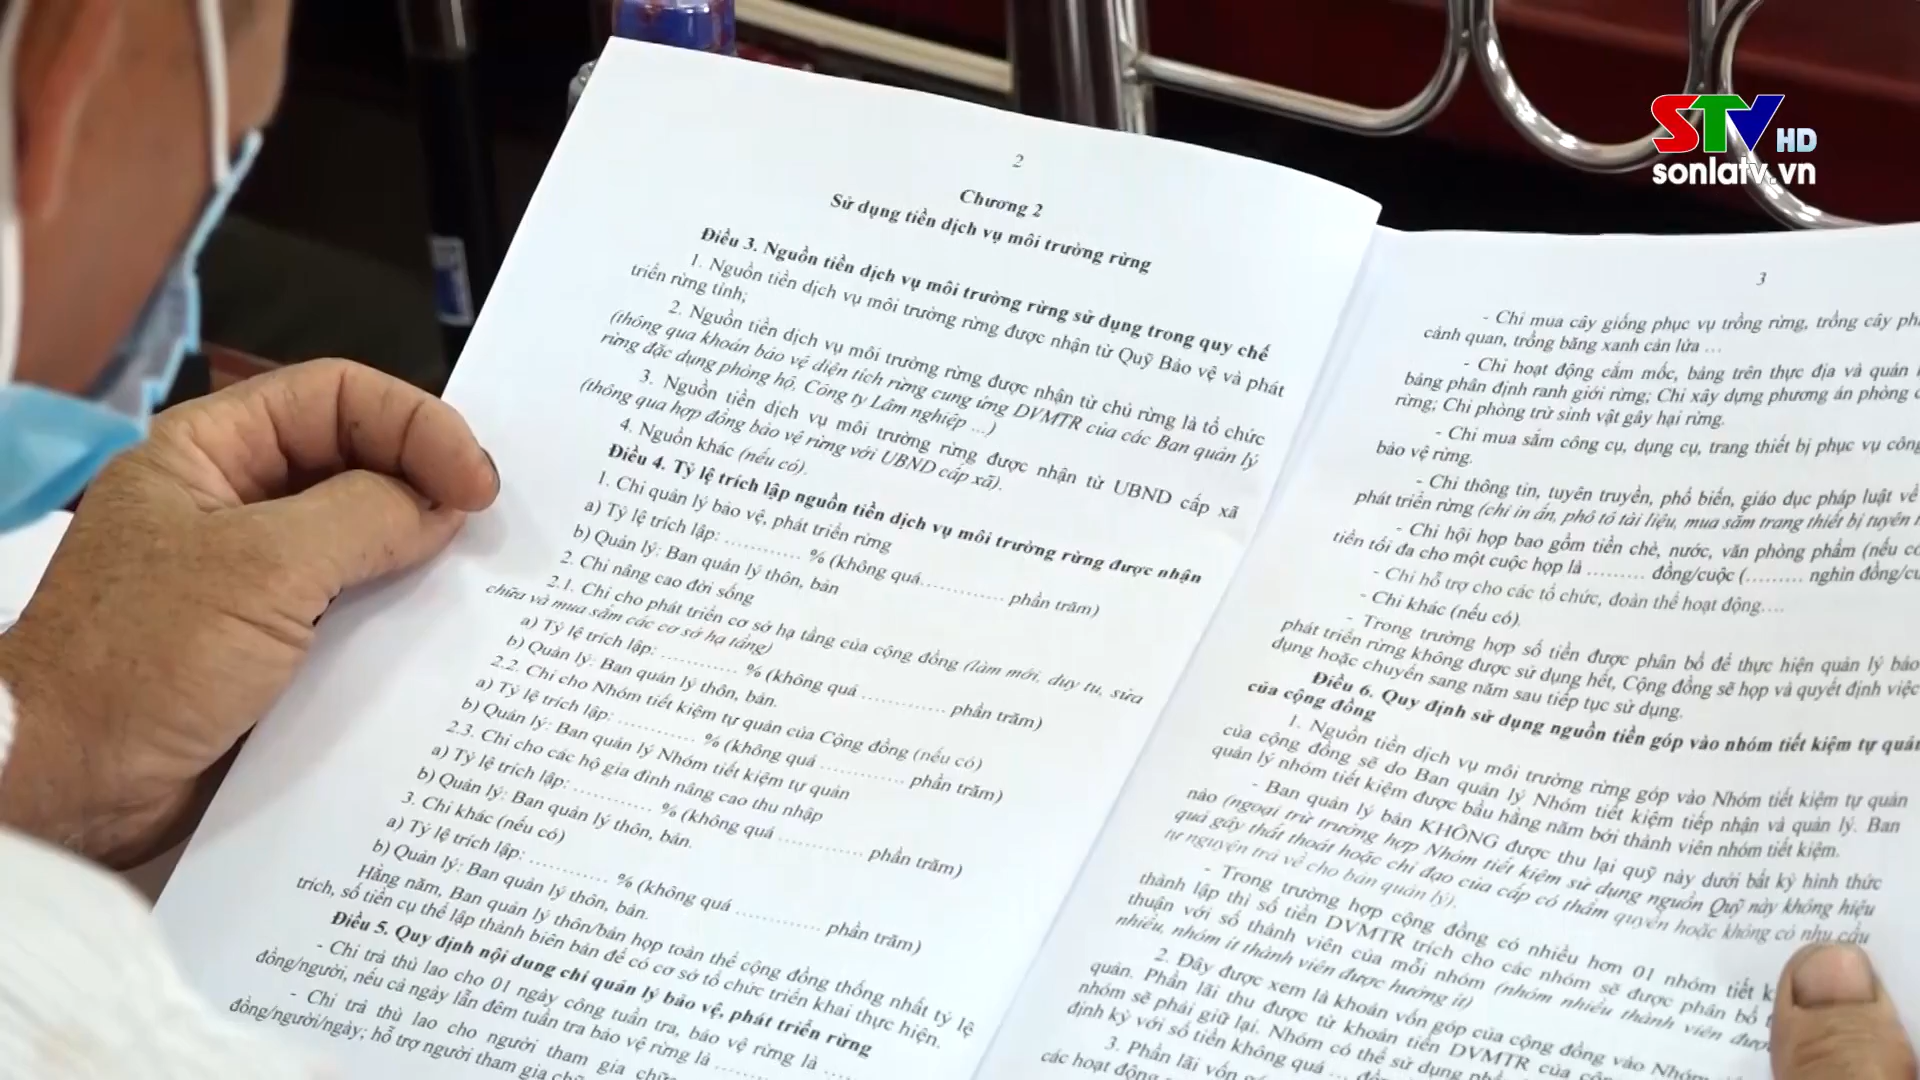 STV HD
sonlatv.vn
2
Chương 2
Sử dụng tiền dịch vụ môi trường rừng
Điều 3. Nguồn tiền dịch vụ môi trường rừng sử dụng trong quy chế
1. Nguồn tiền dịch vụ môi trường rừng được nhận từ Quỹ Bảo vệ và phát
triển rừng tỉnh;
2. Nguồn tiền dịch vụ môi trường rừng được nhận từ chủ rừng là tổ chức
(thông qua khoán bảo vệ diện tích rừng cung ứng DVMTR của các Ban quản lý
rừng đặc dụng phòng hộ, Công ty Lâm nghiệp ...)
3. Nguồn tiền dịch vụ môi trường rừng được nhận từ UBND cấp xã
(thông qua hợp đồng bảo vệ rừng với UBND cấp xã).
4. Nguồn khác (nếu có).
Điều 4. Tỷ lệ trích lập nguồn tiền dịch vụ môi trường rừng được nhận
1. Chi quản lý bảo vệ, phát triển rừng
a) Tỷ lệ trích lập: ........... % (không quá............ phần trăm)
b) Quản lý: Ban quản lý thôn, bản
2. Chi nâng cao đời sống
2.1. Chi cho phát triển cơ sở hạ tầng của cộng đồng (làm mới, duy tu, sửa
chữa và mua sắm các cơ sở hạ tầng)
a) Tỷ lệ trích lập: ........... % (không quá ............ phần trăm)
b) Quản lý: Ban quản lý thôn, bản.
2.2. Chi cho Nhóm tiết kiệm tự quản của Cộng đồng (nếu có)
a) Tỷ lệ trích lập: ........... % (không quá ............ phần trăm)
b) Quản lý: Ban quản lý Nhóm tiết kiệm tự quản
2.3. Chi cho các hộ gia đình nâng cao thu nhập
a) Tỷ lệ trích lập: ........... % (không quá ............ phần trăm)
b) Quản lý: Ban quản lý thôn, bản.
3. Chi khác (nếu có)
a) Tỷ lệ trích lập: ........... % (không quá ............ phần trăm)
b) Quản lý: Ban quản lý thôn, bản.
Hằng năm, Ban quản lý thôn/bản họp toàn thể cộng đồng thống nhất tỷ lệ
trích, số tiền cụ thể lập thành biên bản để có cơ sở tổ chức triển khai thực hiện.
Điều 5. Quy định nội dung chi quản lý bảo vệ, phát triển rừng
- Chi trả thù lao cho 01 ngày công tuần tra, bảo vệ rừng là ....
đồng/người, nếu cả ngày lẫn đêm tuần tra bảo vệ rừng là ........
- Chi trả thù lao cho người tham gia
đồng/người/ngày; hỗ trợ người tham gia
3
- Chi mua cây giống phục vụ trồng rừng, trồng cây
cảnh quan, trồng băng xanh cản lửa ...
- Chi hoạt động cắm mốc, bảng trên thực địa và quản
bảng phân định ranh giới rừng; Chi xây dựng phương án phòng
rừng; Chi phòng trừ sinh vật gây hại rừng.
- Chi mua sắm công cụ, dụng cụ, trang thiết bị phục vụ công
bảo vệ rừng.
- Chi thông tin, tuyên truyền, phổ biến, giáo dục pháp luật về
phát triển rừng (chi in ấn, phô tô tài liệu, mua sắm trang thiết bị tuyên
- Chi hội họp bao gồm tiền chè, nước, văn phòng phẩm (nếu có
tiền tối đa cho một cuộc họp là ......... đồng/cuộc (......... nghìn đồng/
- Chi hỗ trợ cho các tổ chức, đoàn thể hoạt động....
- Chi khác (nếu có).
- Trong trường hợp số tiền được phân bổ để thực hiện quản lý bảo
phát triển rừng không được sử dụng hết, Cộng đồng sẽ họp và quyết định việc
dụng hoặc chuyển sang năm sau tiếp tục sử dụng.
Điều 6. Quy định sử dụng nguồn tiền góp vào nhóm tiết kiệm tự quản
của cộng đồng
1. Nguồn tiền dịch vụ môi trường rừng góp vào Nhóm tiết kiệm tự quản
của cộng đồng sẽ do Ban quản lý Nhóm tiết kiệm tiếp nhận và quản lý. Ban
quản lý nhóm tiết kiệm được bầu hằng năm bởi thành viên nhóm tiết kiệm.
- Ban quản lý bản KHÔNG được thu lại quỹ này dưới bất kỳ hình thức
nào (ngoại trừ trường hợp Nhóm tiết kiệm sử dụng nguồn Quỹ này không hiệu
quả gây thất thoát hoặc chỉ đạo của cấp có thẩm quyền hoặc không có nhu cầu
tự nguyện trả về cho bản quản lý).
- Trong trường hợp cộng đồng có nhiều hơn 01 nhóm tiết
thành lập thì số tiền DVMTR trích cho các nhóm sẽ được phân bổ
thuận với số thành viên của mỗi nhóm (nhóm nhiều thành viên được
nhiều, nhóm ít thành viên được hưởng ít)
2. Đây được xem là khoản vốn góp của cộng đồng vào
quản. Phần lãi thu được từ khoản tiền DVMTR của
nhóm sẽ phải giữ lại. Nhóm có thể sử dụng
định kỳ với số tiền không quá ...
3. Phần lãi vốn
các hoạt động